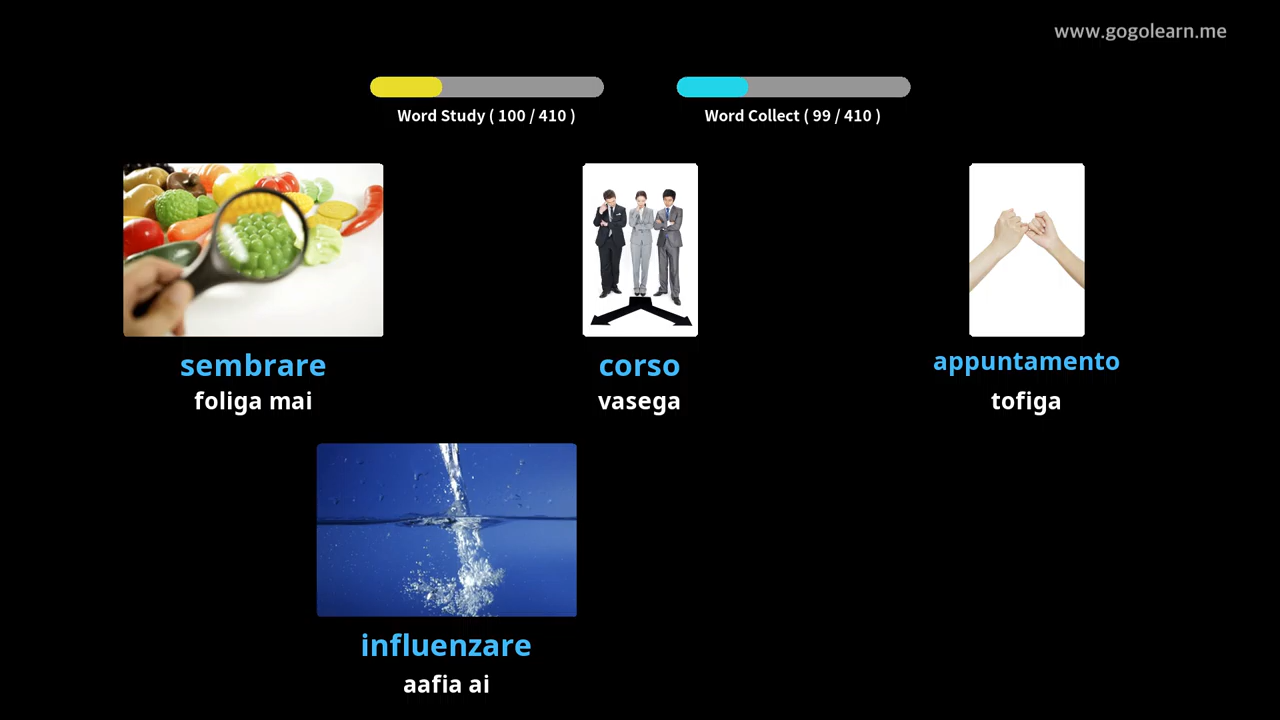 www.gogolearn.me
Word Study ( 100 / 410 )
Word Collect ( 99 / 410 )
sembrare
foliga mai
corso
vasega
appuntamento
tofiga
influenzare
aafia ai